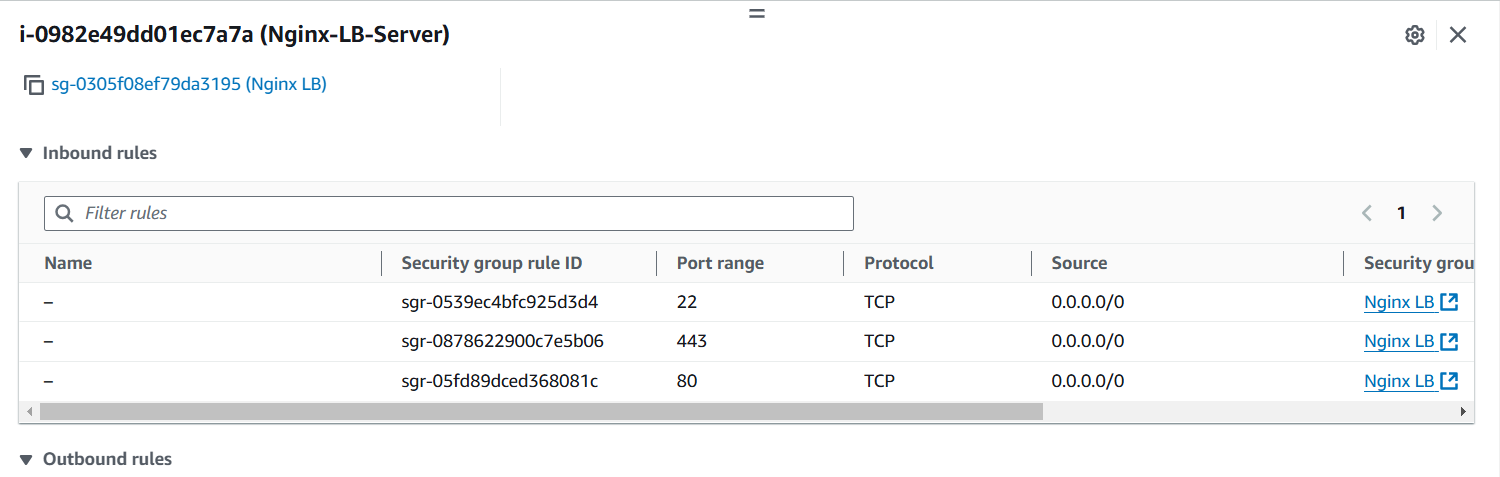 i-0982e49dd01ec7a7a (Nginx-LB-Server)
sg-0305f08ef79da3195 (Nginx LB)
Inbound rules
Filter rules
1
Name Security group rule ID Port range Protocol Source Security grou
– sgr-0539ec4bfc925d3d4 22 TCP 0.0.0.0/0 Nginx LB
– sgr-0878622900c7e5b06 443 TCP 0.0.0.0/0 Nginx LB
– sgr-05fd89dced368081c 80 TCP 0.0.0.0/0 Nginx LB
Outbound rules